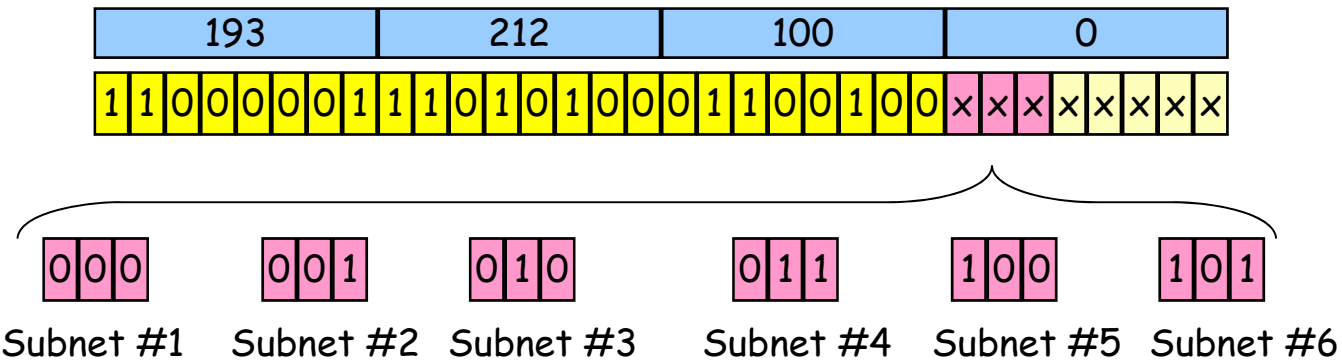 193 212 100 0
1 1 0 0 0 0 0 1 1 1 0 1 0 1 0 0 0 1 1 0 0 1 0 0 x x x x x x x x
0 0 0 0 0 1 0 1 0 0 1 1 1 0 0 1 0 1
Subnet #1 Subnet #2 Subnet #3 Subnet #4 Subnet #5 Subnet #6